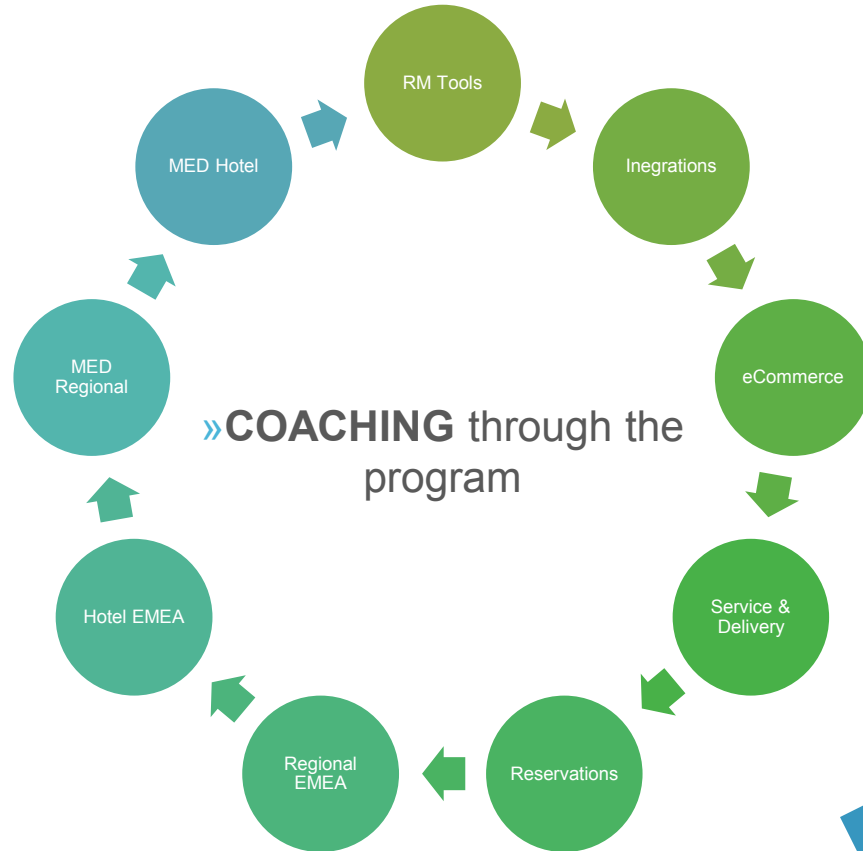 RM Tools
Inegrations
eCommerce
Service &
Delivery
Reservations
Regional
EMEA
Hotel EMEA
MED
Regional
MED Hotel
»COACHING through the
program